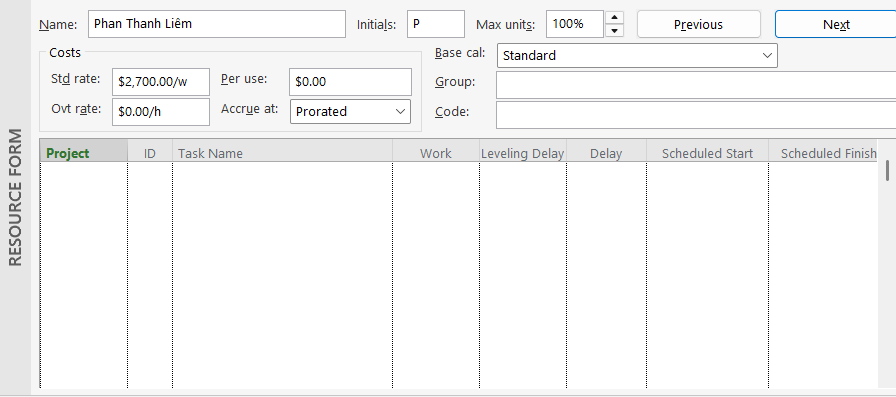 Name: Phan Thanh Liêm Initials: P Max units: 100% Previous Next
Costs
Base cal: Standard
Std rate: $2,700.00/w Per use: $0.00
Group:
Ovt rate: $0.00/h Accrue at: Prorated
Code:
RESOURCE FORM
Project ID Task Name Work Leveling Delay Delay Scheduled Start Scheduled Finish